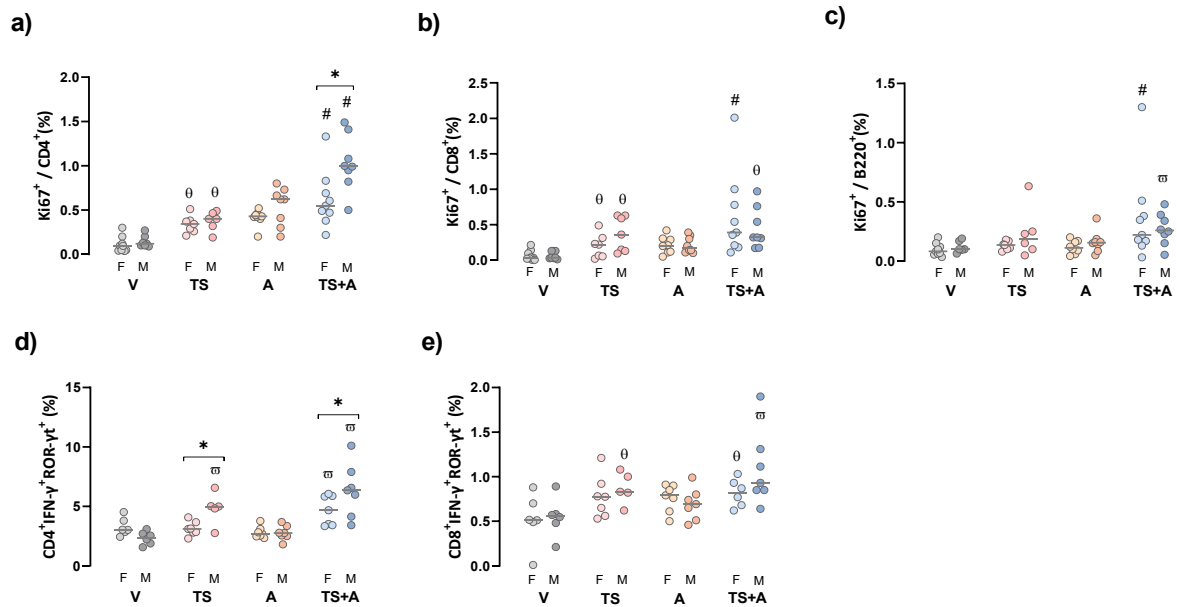 a)
Ki67⁺ / CD4⁺(%)
2.0
1.5
1.0
0.5
0.0
θ θ # # *
F M F M F M F M
V TS A TS+A
b)
Ki67⁺ / CD8⁺(%)
2.5
2.0
1.5
1.0
0.5
0.0
θ θ # θ
F M F M F M F M
V TS A TS+A
c)
Ki67⁺ / B220⁺(%)
1.5
1.0
0.5
0.0
# ϖ
F M F M F M F M
V TS A TS+A
d)
CD4⁺IFN-γ⁺ROR-γt⁺ (%)
15
10
5
0
* ϖ * ϖ ϖ
F M F M F M F M
V TS A TS+A
e)
CD8⁺IFN-γ⁺ROR-γt⁺ (%)
2.0
1.5
1.0
0.5
0.0
θ θ ϖ
F M F M F M F M
V TS A TS+A